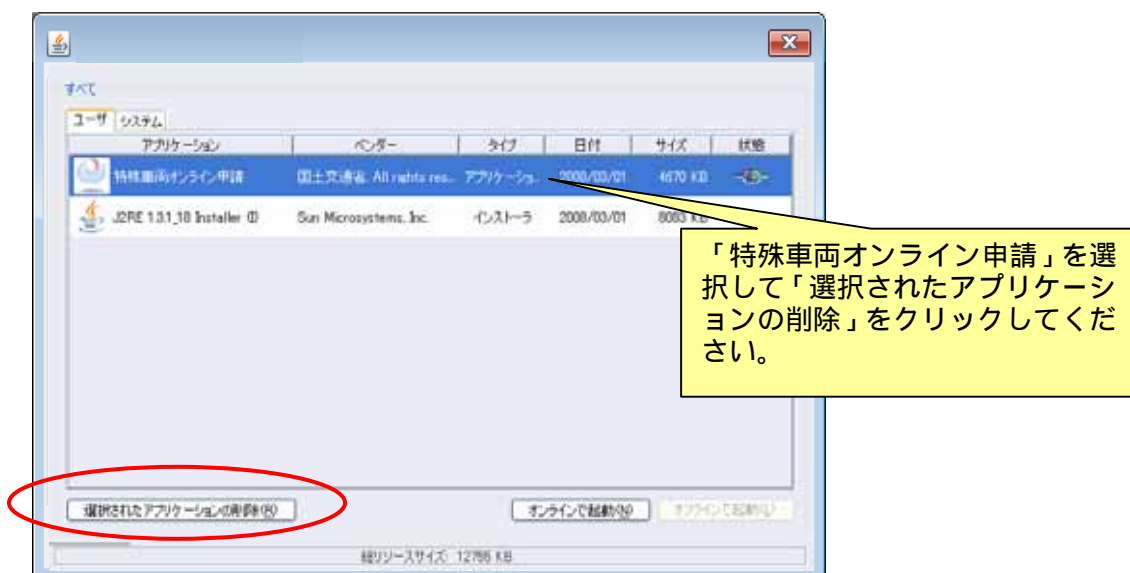 すべて
ユーザ システム
アプリケーション ベンダー タイプ 日付 サイズ 状態
特殊車両オンライン申請 国土交通省. All rights res... アプリケーショ... 2008/03/01 4670 KB
J2RE 1.3.1_18 Installer Sun Microsystems, Inc. インストーラ 2008/03/01 8083 KB
「特殊車両オンライン申請」を選
択して「選択されたアプリケーシ
ョンの削除」をクリックしてくだ
さい。
選択されたアプリケーションの削除(R) オンラインで起動(N) オフラインで起動(L)
総リソースサイズ: 12755 KB